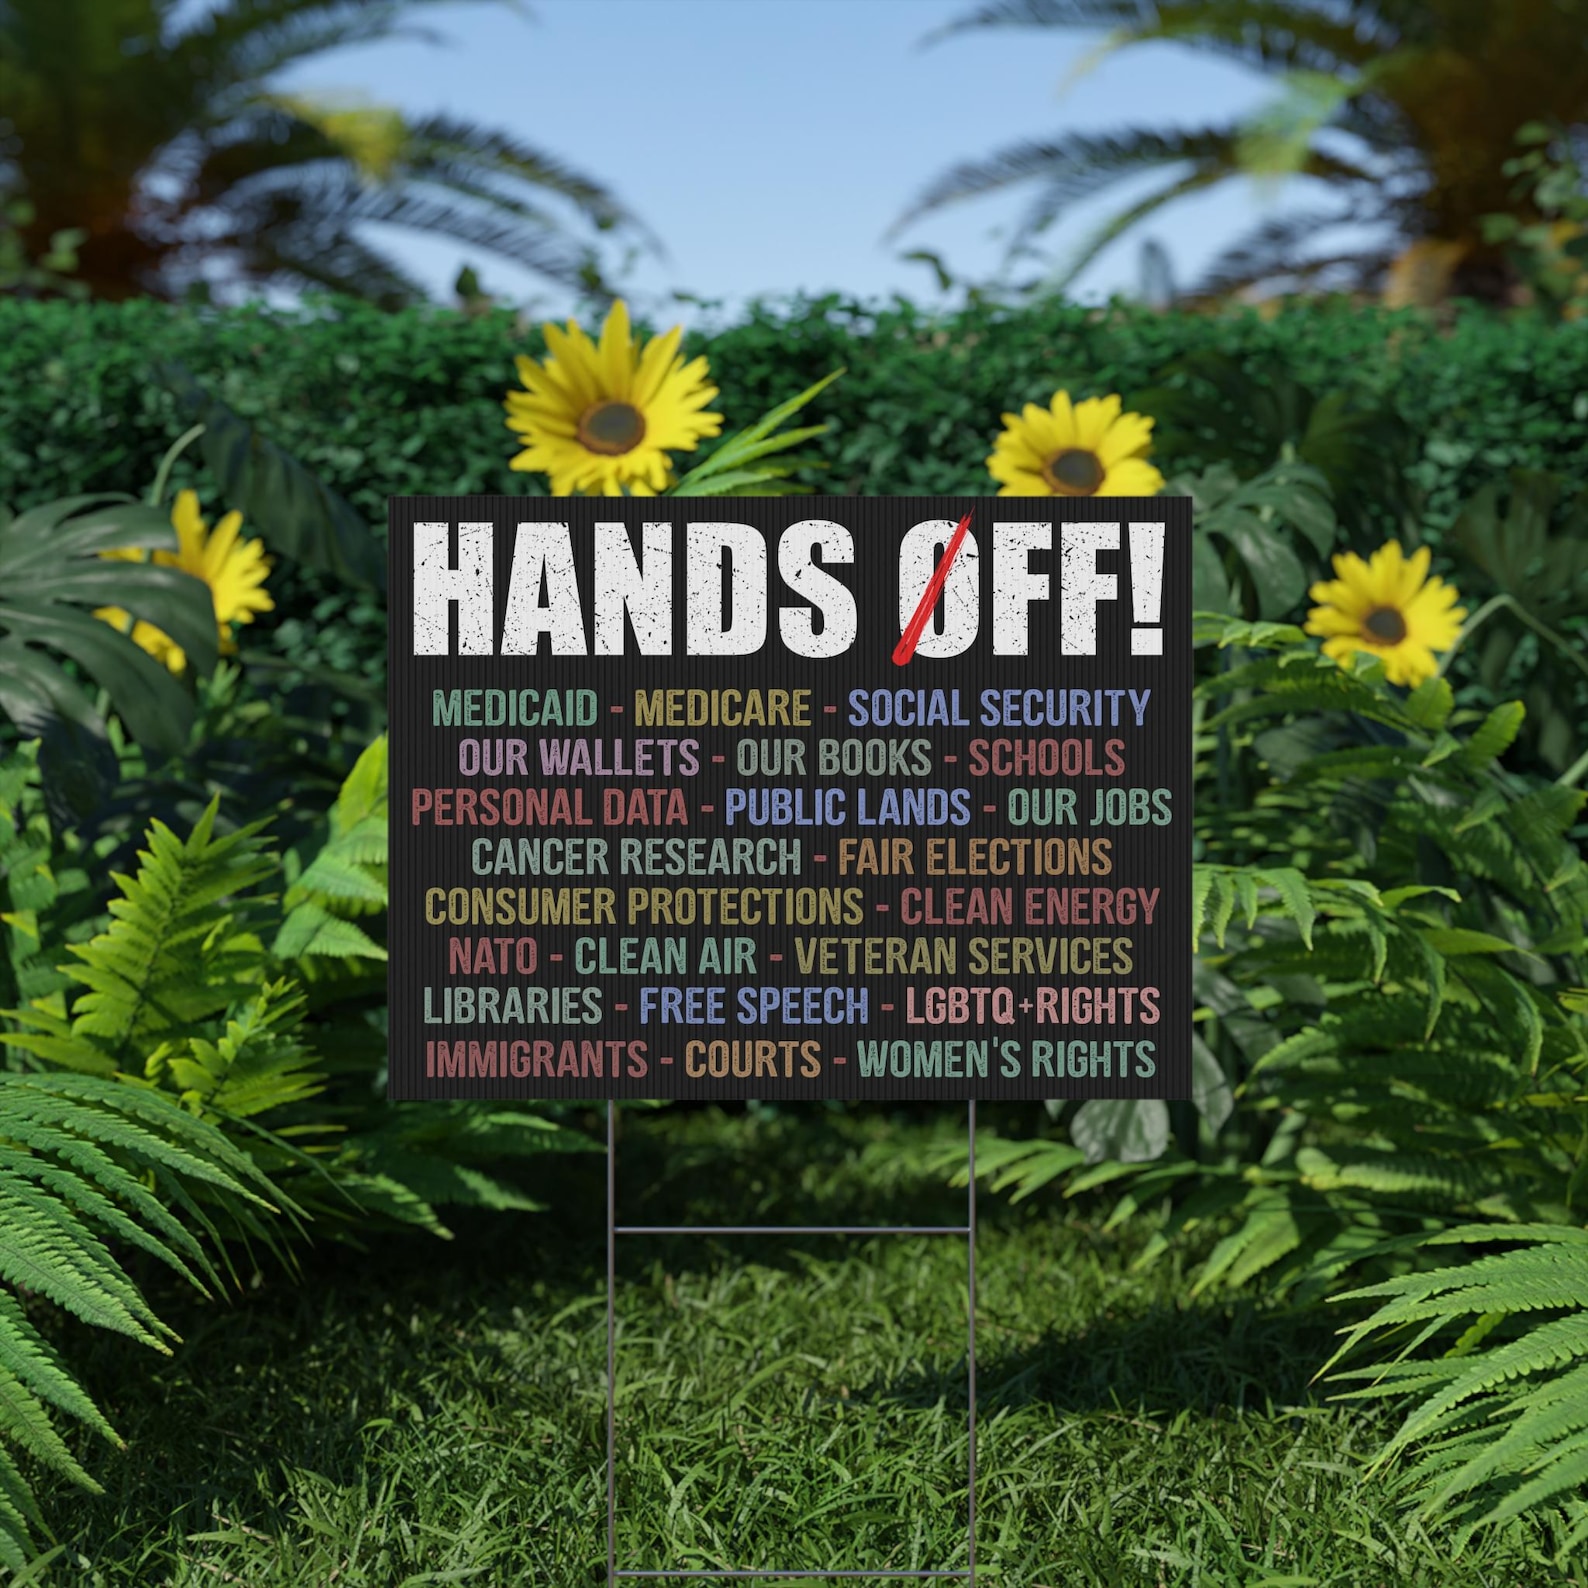 HANDS OFF!
MEDICAID - MEDICARE - SOCIAL SECURITY
OUR WALLETS - OUR BOOKS - SCHOOLS
PERSONAL DATA - PUBLIC LANDS - OUR JOBS
CANCER RESEARCH - FAIR ELECTIONS
CONSUMER PROTECTIONS - CLEAN ENERGY
NATO - CLEAN AIR - VETERAN SERVICES
LIBRARIES - FREE SPEECH - LGBTQ+RIGHTS
IMMIGRANTS - COURTS - WOMEN'S RIGHTS